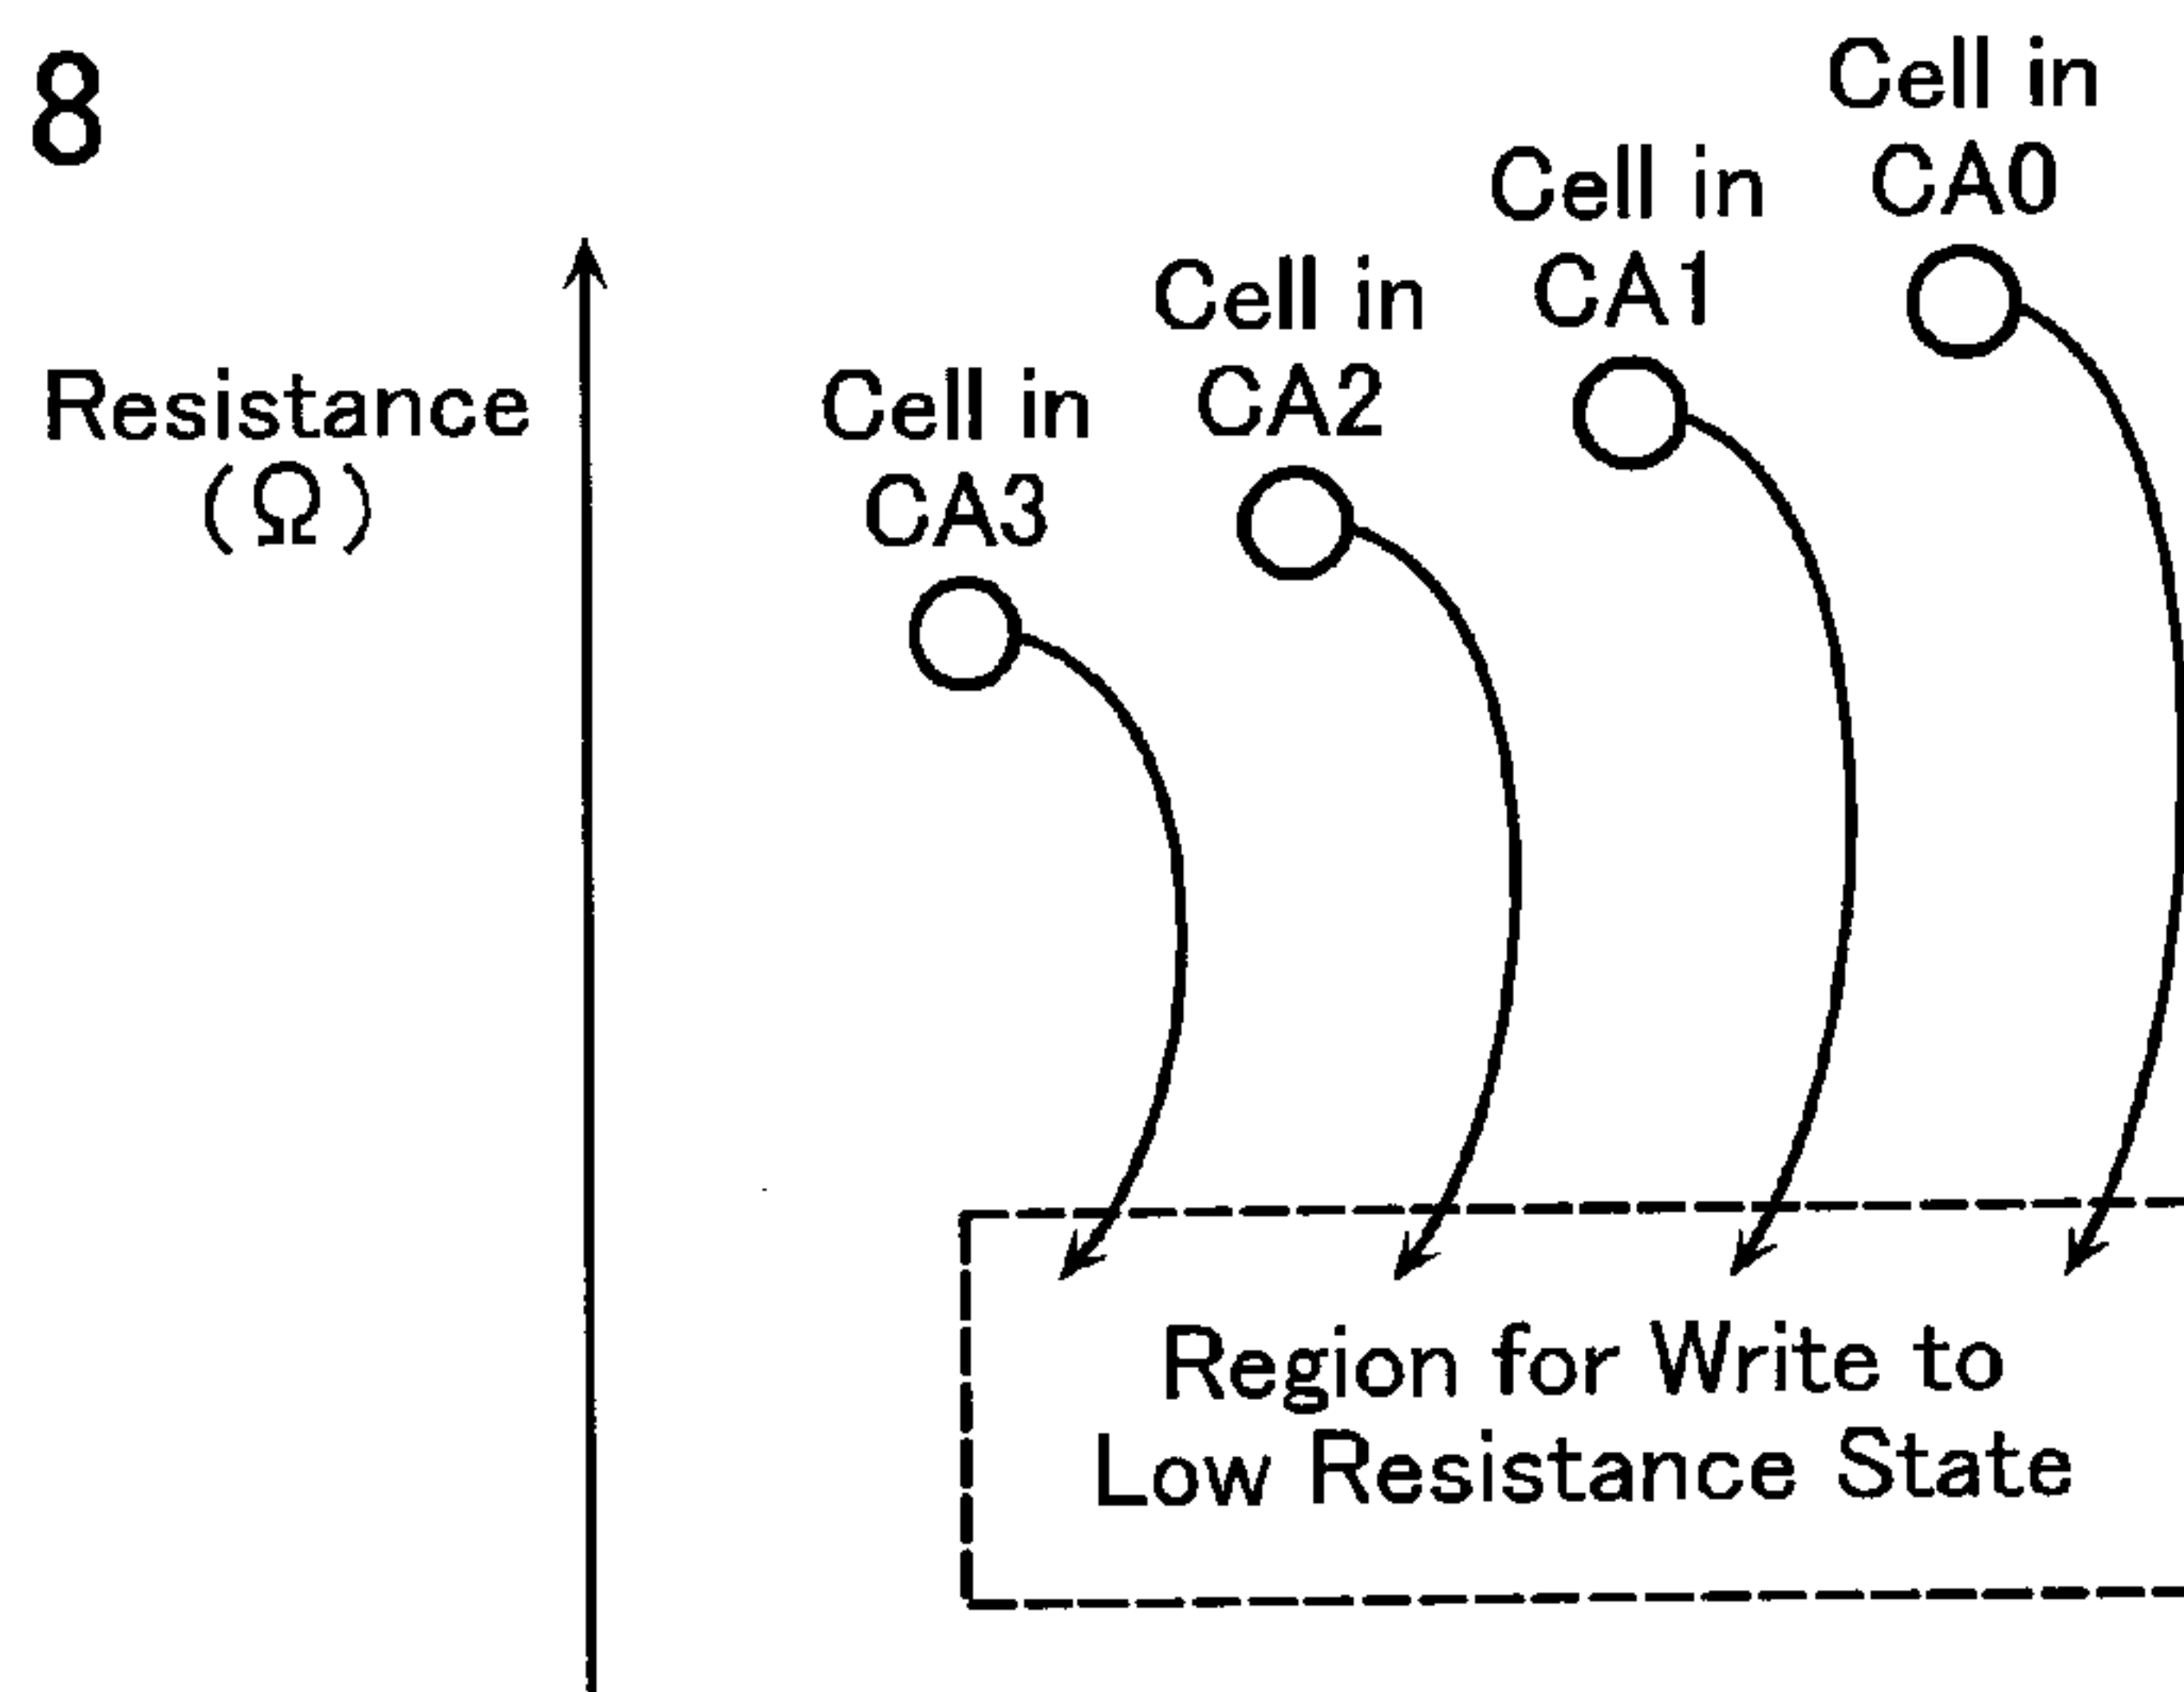 8
Cell in
CA0
Cell in
CA1
Cell in
CA2
Cell in
CA3
Resistance
(Ω)
Region for Write to
Low Resistance State